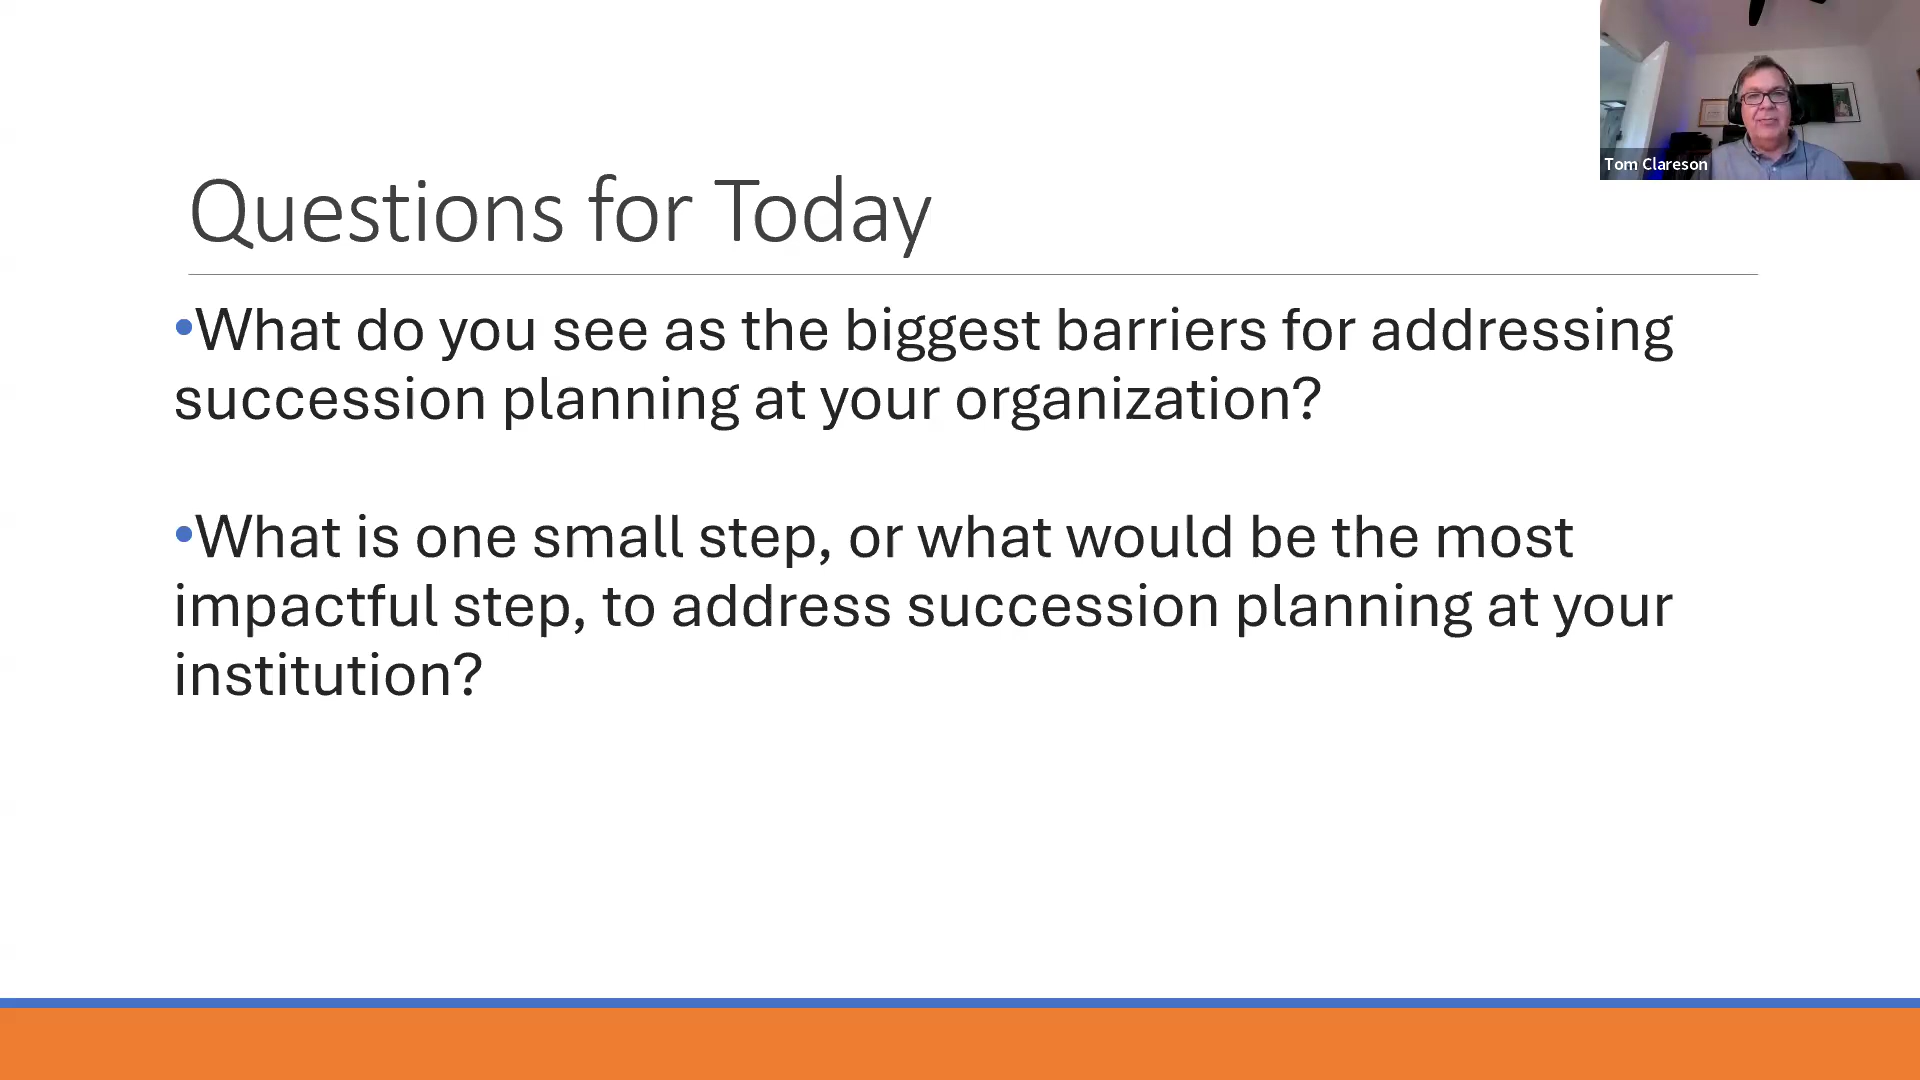 Tom Clareson
Questions for Today
•What do you see as the biggest barriers for addressing
succession planning at your organization?
•What is one small step, or what would be the most
impactful step, to address succession planning at your
institution?